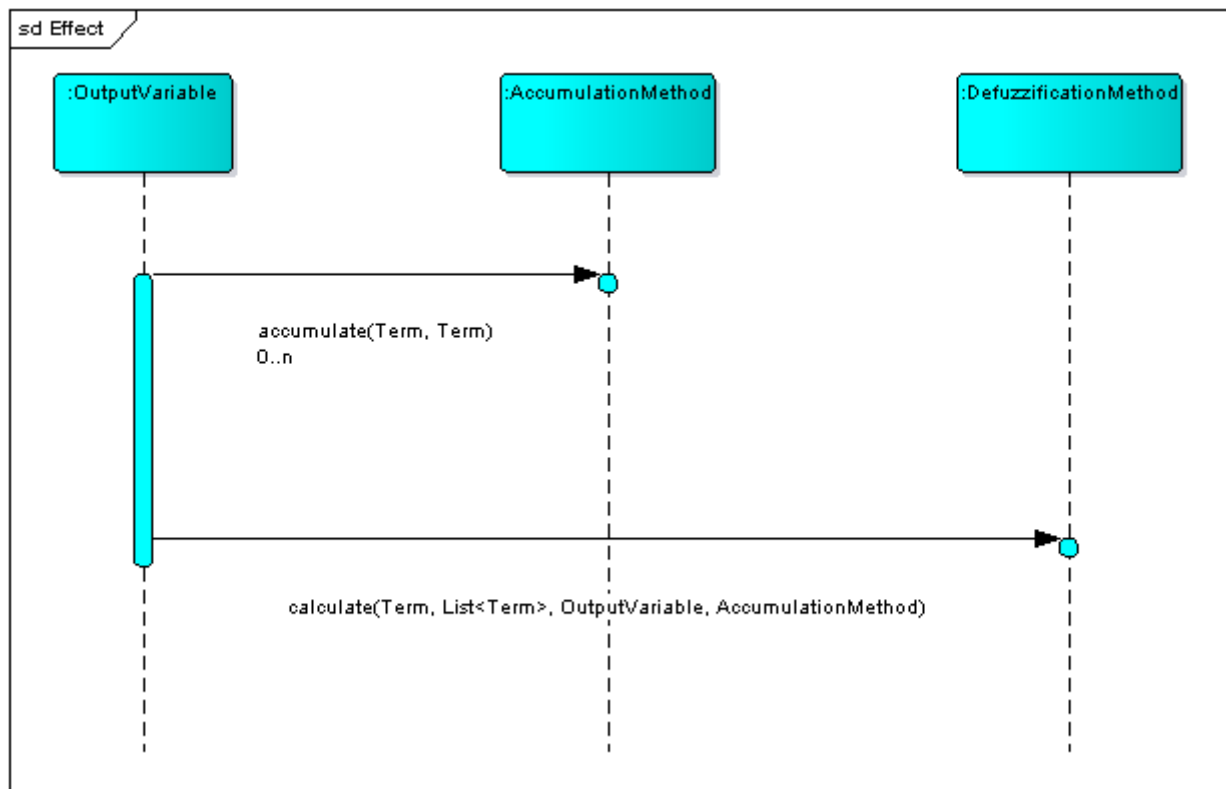 sd Effect
:OutputVariable
:AccumulationMethod
:DefuzzificationMethod
accumulate(Term, Term)
0..n
calculate(Term, List<Term>, OutputVariable, AccumulationMethod)